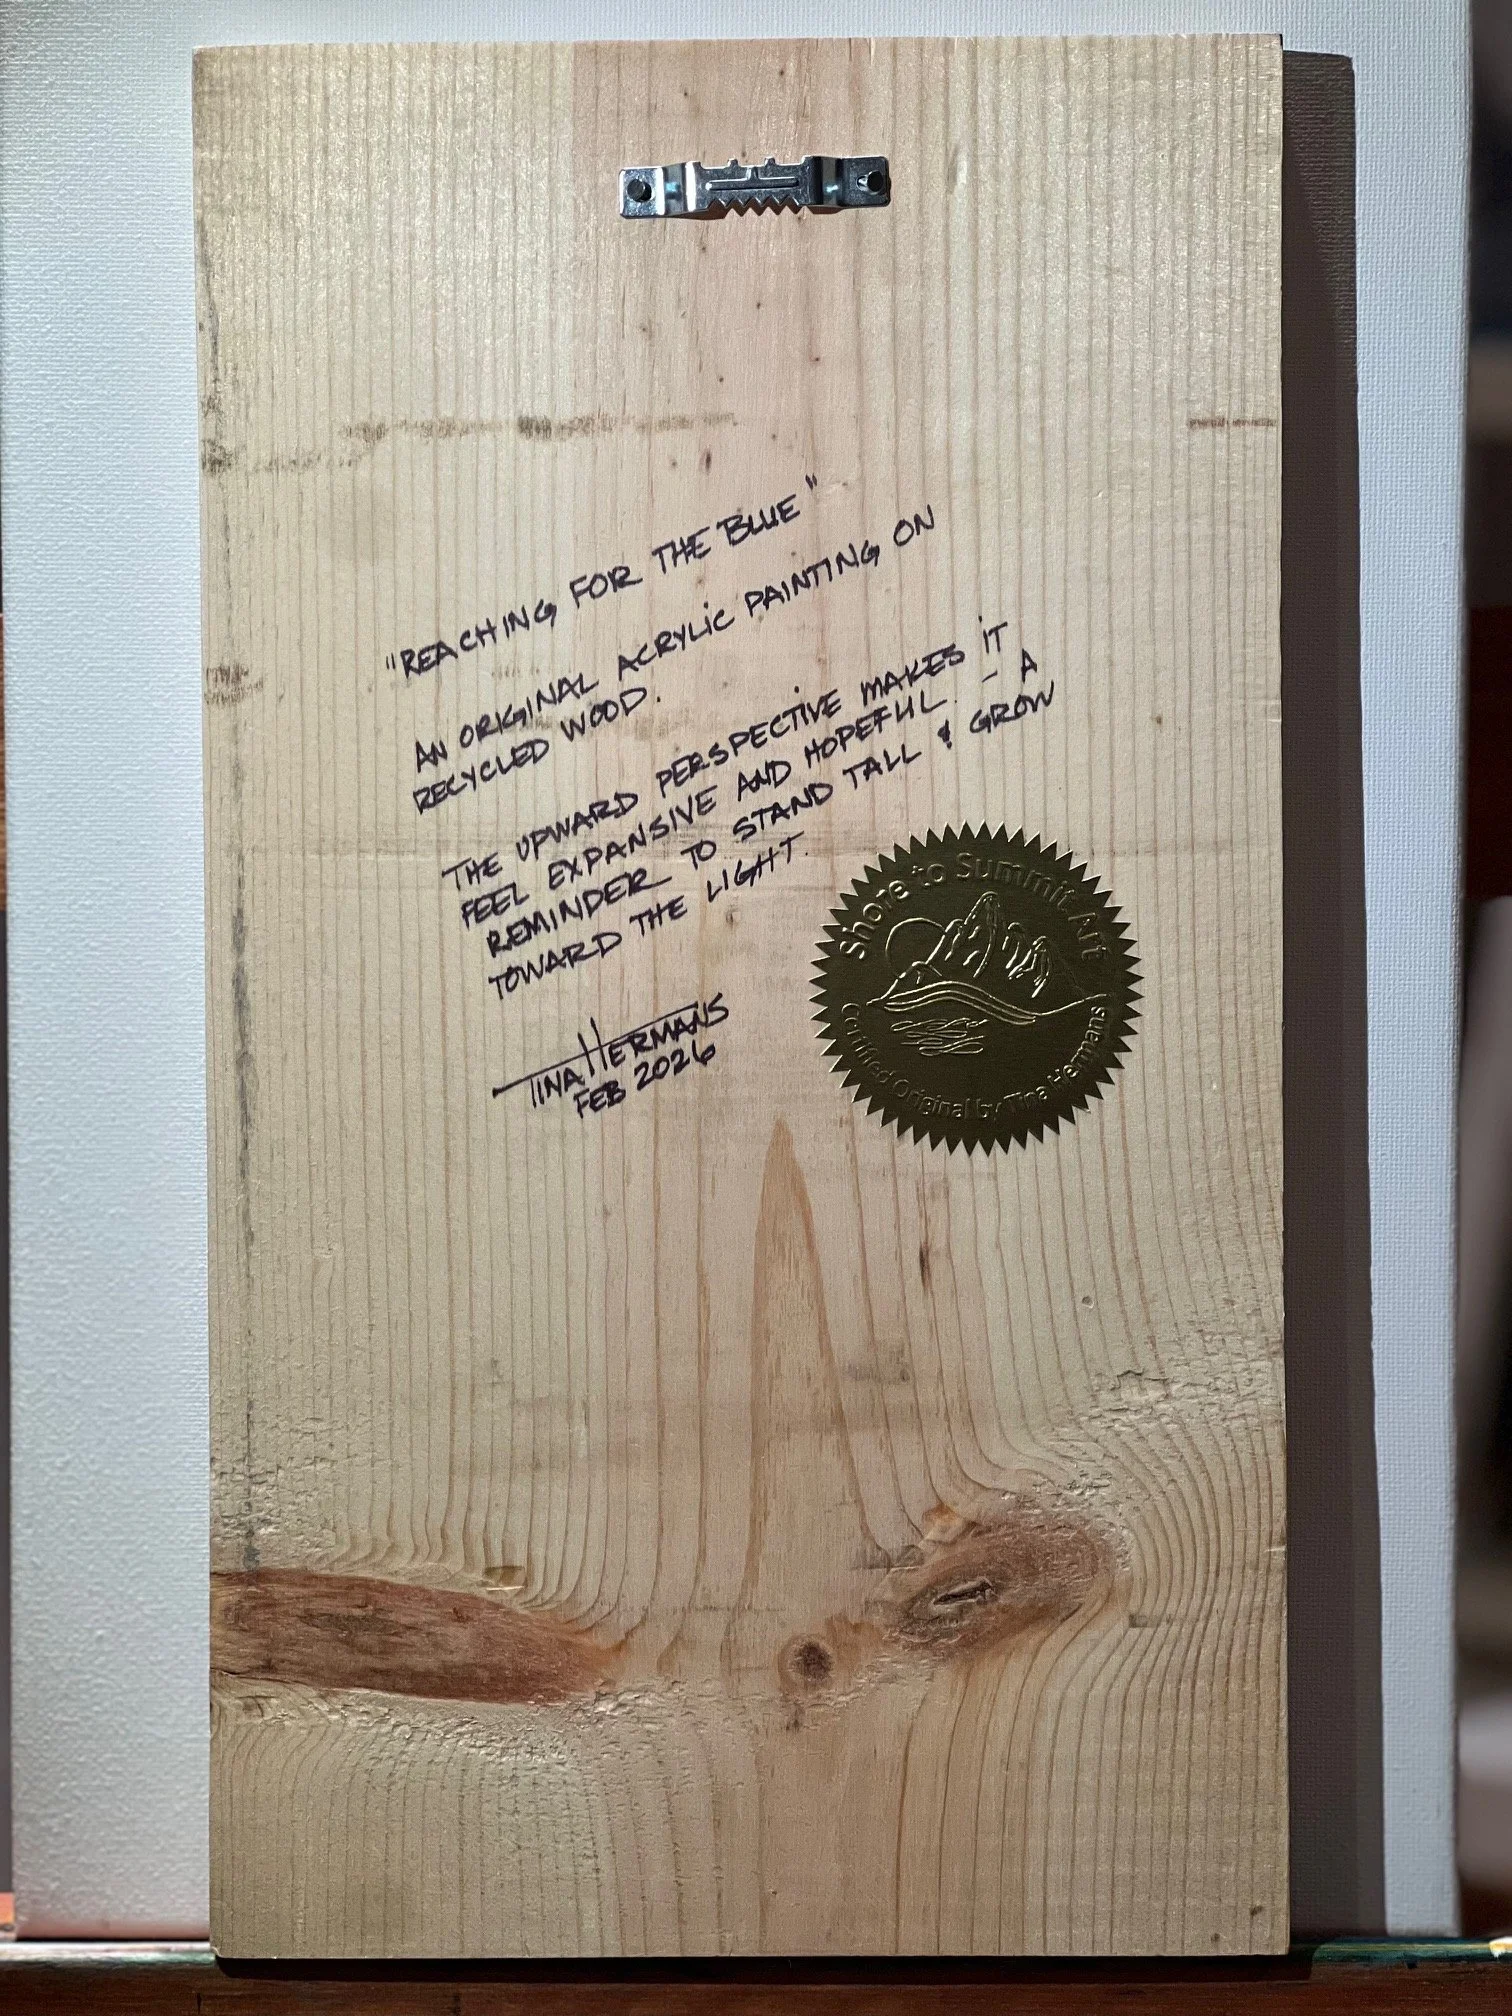 "REACHING FOR THE BLUE"
AN ORIGINAL ACRYLIC PAINTING ON
RECYCLED WOOD.
THE UPWARD PERSPECTIVE MAKES IT
FEEL EXPANSIVE AND HOPEFUL - A
REMINDER TO STAND TALL & GROW
TOWARD THE LIGHT.
TINA HERMANS
FEB 2026
Shore to Summit Art
Certified Original by Tina Hermans